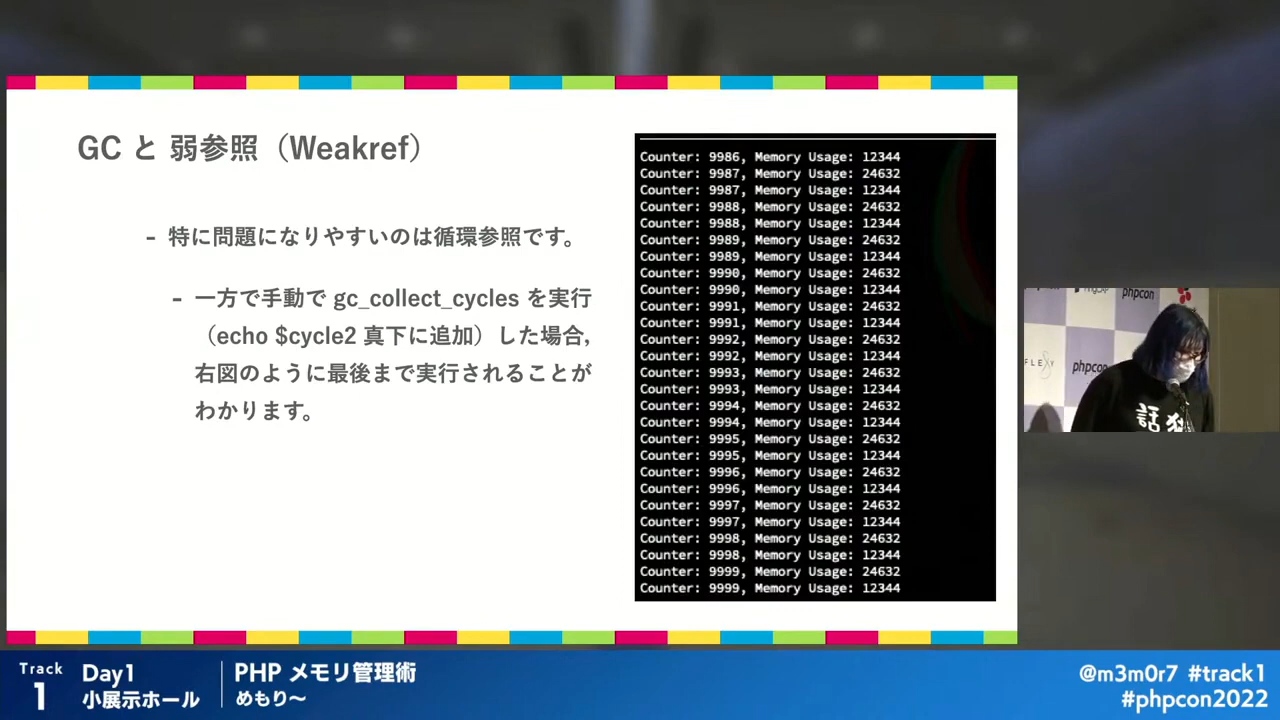 GC と 弱参照（Weakref）
- 特に問題になりやすいのは循環参照です。
- 一方で手動で gc_collect_cycles を実行
（echo $cycle2 真下に追加）した場合,
右図のように最後まで実行されることが
わかります。
Counter: 9986, Memory Usage: 12344
Counter: 9987, Memory Usage: 24632
Counter: 9987, Memory Usage: 12344
Counter: 9988, Memory Usage: 24632
Counter: 9988, Memory Usage: 12344
Counter: 9989, Memory Usage: 24632
Counter: 9989, Memory Usage: 12344
Counter: 9990, Memory Usage: 24632
Counter: 9990, Memory Usage: 12344
Counter: 9991, Memory Usage: 24632
Counter: 9991, Memory Usage: 12344
Counter: 9992, Memory Usage: 24632
Counter: 9992, Memory Usage: 12344
Counter: 9993, Memory Usage: 24632
Counter: 9993, Memory Usage: 12344
Counter: 9994, Memory Usage: 24632
Counter: 9994, Memory Usage: 12344
Counter: 9995, Memory Usage: 24632
Counter: 9995, Memory Usage: 12344
Counter: 9996, Memory Usage: 24632
Counter: 9996, Memory Usage: 12344
Counter: 9997, Memory Usage: 24632
Counter: 9997, Memory Usage: 12344
Counter: 9998, Memory Usage: 24632
Counter: 9998, Memory Usage: 12344
Counter: 9999, Memory Usage: 24632
Counter: 9999, Memory Usage: 12344
phpcon
FLEXY
phpcon
話
Track
1
Day1
小展示ホール
PHP メモリ管理術
めもり～
@m3m0r7 #track1
#phpcon2022